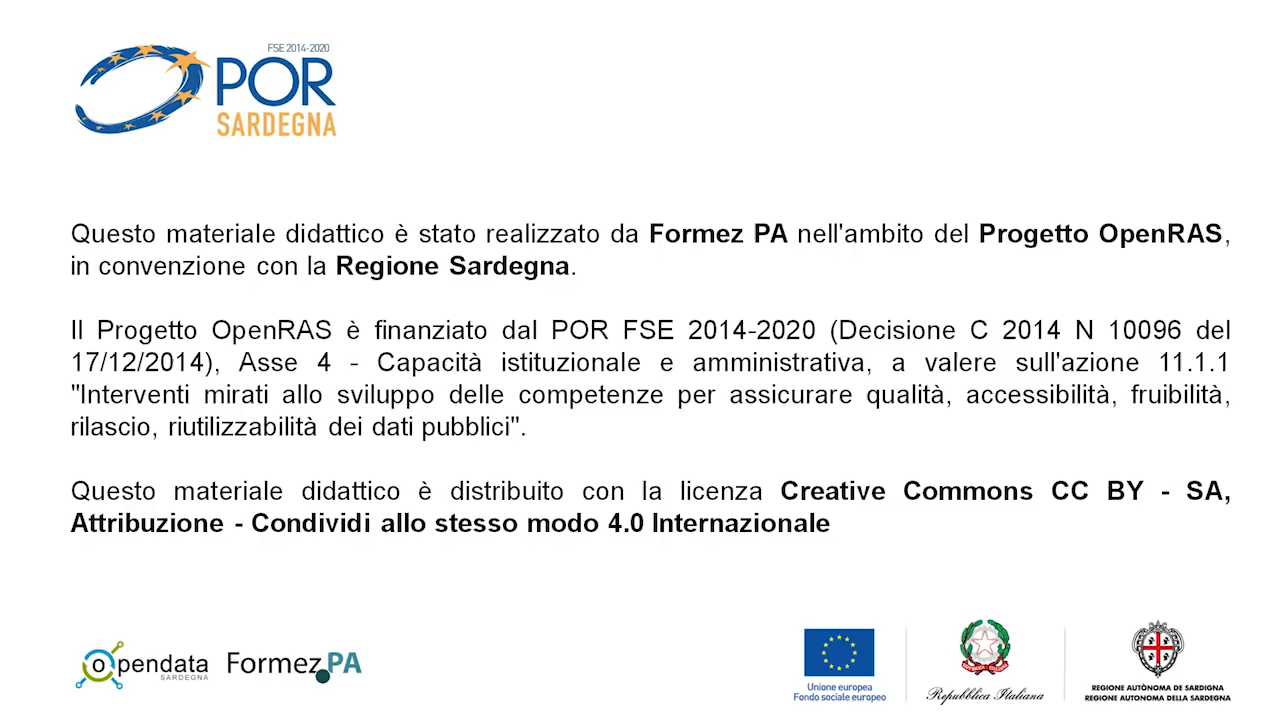 FSE 2014-2020
POR
SARDEGNA
Questo materiale didattico è stato realizzato da Formez PA nell'ambito del Progetto OpenRAS,
in convenzione con la Regione Sardegna.
Il Progetto OpenRAS è finanziato dal POR FSE 2014-2020 (Decisione C 2014 N 10096 del
17/12/2014), Asse 4 - Capacità istituzionale e amministrativa, a valere sull'azione 11.1.1
"Interventi mirati allo sviluppo delle competenze per assicurare qualità, accessibilità, fruibilità,
rilascio, riutilizzabilità dei dati pubblici".
Questo materiale didattico è distribuito con la licenza Creative Commons CC BY - SA,
Attribuzione - Condividi allo stesso modo 4.0 Internazionale
opendata
SARDEGNA
Formez PA
Unione europea
Fondo sociale europeo
Repubblica Italiana
REGIONE AUTÒNOMA DE SARDIGNA
REGIONE AUTONOMA DELLA SARDEGNA